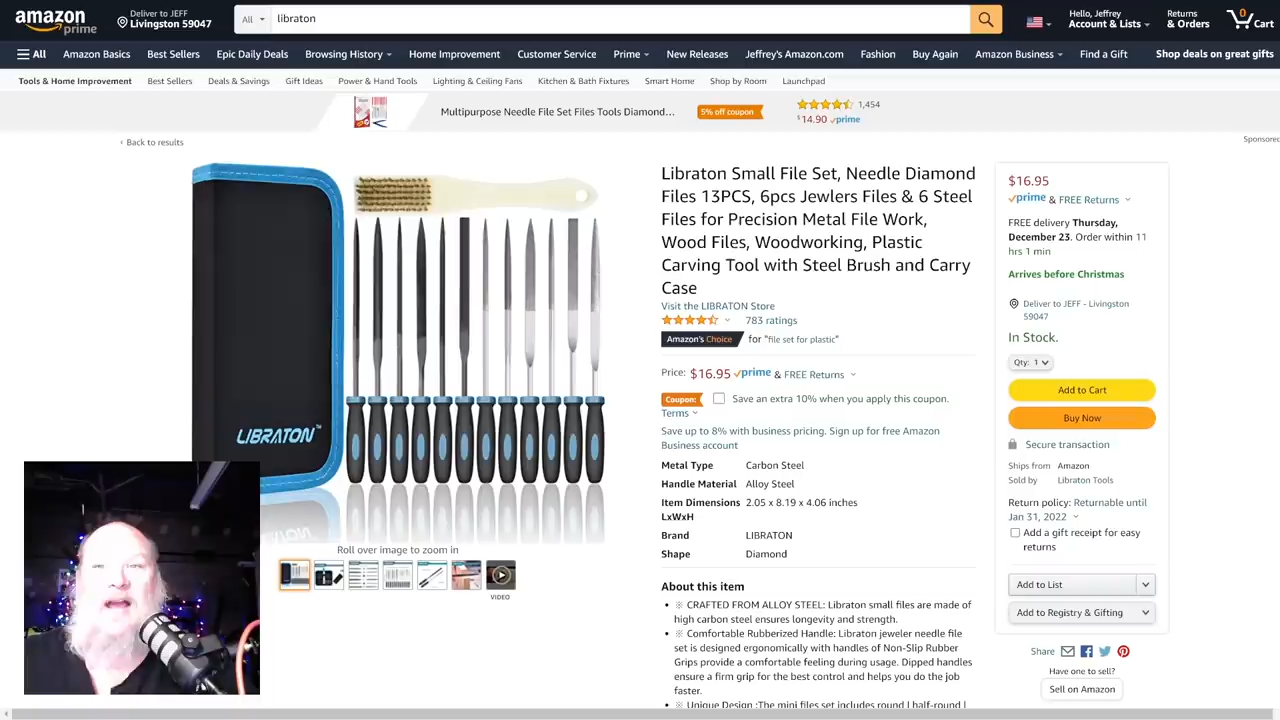 amazon
prime
Deliver to JEFF
Livingston 59047
All
libraton
Hello, Jeffrey
Account & Lists
Returns
& Orders
0
Cart
All
Amazon Basics
Best Sellers
Epic Daily Deals
Browsing History
Home Improvement
Customer Service
Prime
New Releases
Jeffrey's Amazon.com
Fashion
Buy Again
Amazon Business
Find a Gift
Shop deals on great gifts
Tools & Home Improvement
Best Sellers
Deals & Savings
Gift Ideas
Power & Hand Tools
Lighting & Ceiling Fans
Kitchen & Bath Fixtures
Smart Home
Shop by Room
Launchpad
Multipurpose Needle File Set Files Tools Diamond…
5% off coupon
1,454
$14.90 prime
Sponsored
‹ Back to results
LIBRATON™
Roll over image to zoom in
VIDEO
Libraton Small File Set, Needle Diamond
Files 13PCS, 6pcs Jewlers Files & 6 Steel
Files for Precision Metal File Work,
Wood Files, Woodworking, Plastic
Carving Tool with Steel Brush and Carry
Case
Visit the LIBRATON Store
783 ratings
Amazon's Choice for "file set for plastic"
Price: $16.95 prime & FREE Returns
Coupon: Save an extra 10% when you apply this coupon.
Terms
Save up to 8% with business pricing. Sign up for free Amazon
Business account
Metal Type Carbon Steel
Handle Material Alloy Steel
Item Dimensions 2.05 x 8.19 x 4.06 inches
LxWxH
Brand LIBRATON
Shape Diamond
About this item
• ※ CRAFTED FROM ALLOY STEEL: Libraton small files are made of
high carbon steel ensures longevity and strength.
• ※ Comfortable Rubberized Handle: Libraton jeweler needle file
set is designed ergonomically with handles of Non-Slip Rubber
Grips provide a comfortable feeling during usage. Dipped handles
ensure a firm grip for the best control and helps you do the job
faster.
• ※ Unique Design :The mini files set includes round | half-round |
$16.95
prime & FREE Returns
FREE delivery Thursday,
December 23. Order within 11
hrs 1 min
Arrives before Christmas
Deliver to JEFF - Livingston
59047
In Stock.
Qty: 1
Add to Cart
Buy Now
Secure transaction
Ships from Amazon
Sold by Libraton Tools
Return policy: Returnable until
Jan 31, 2022
Add a gift receipt for easy
returns
Add to List
Add to Registry & Gifting
Share
Have one to sell?
Sell on Amazon